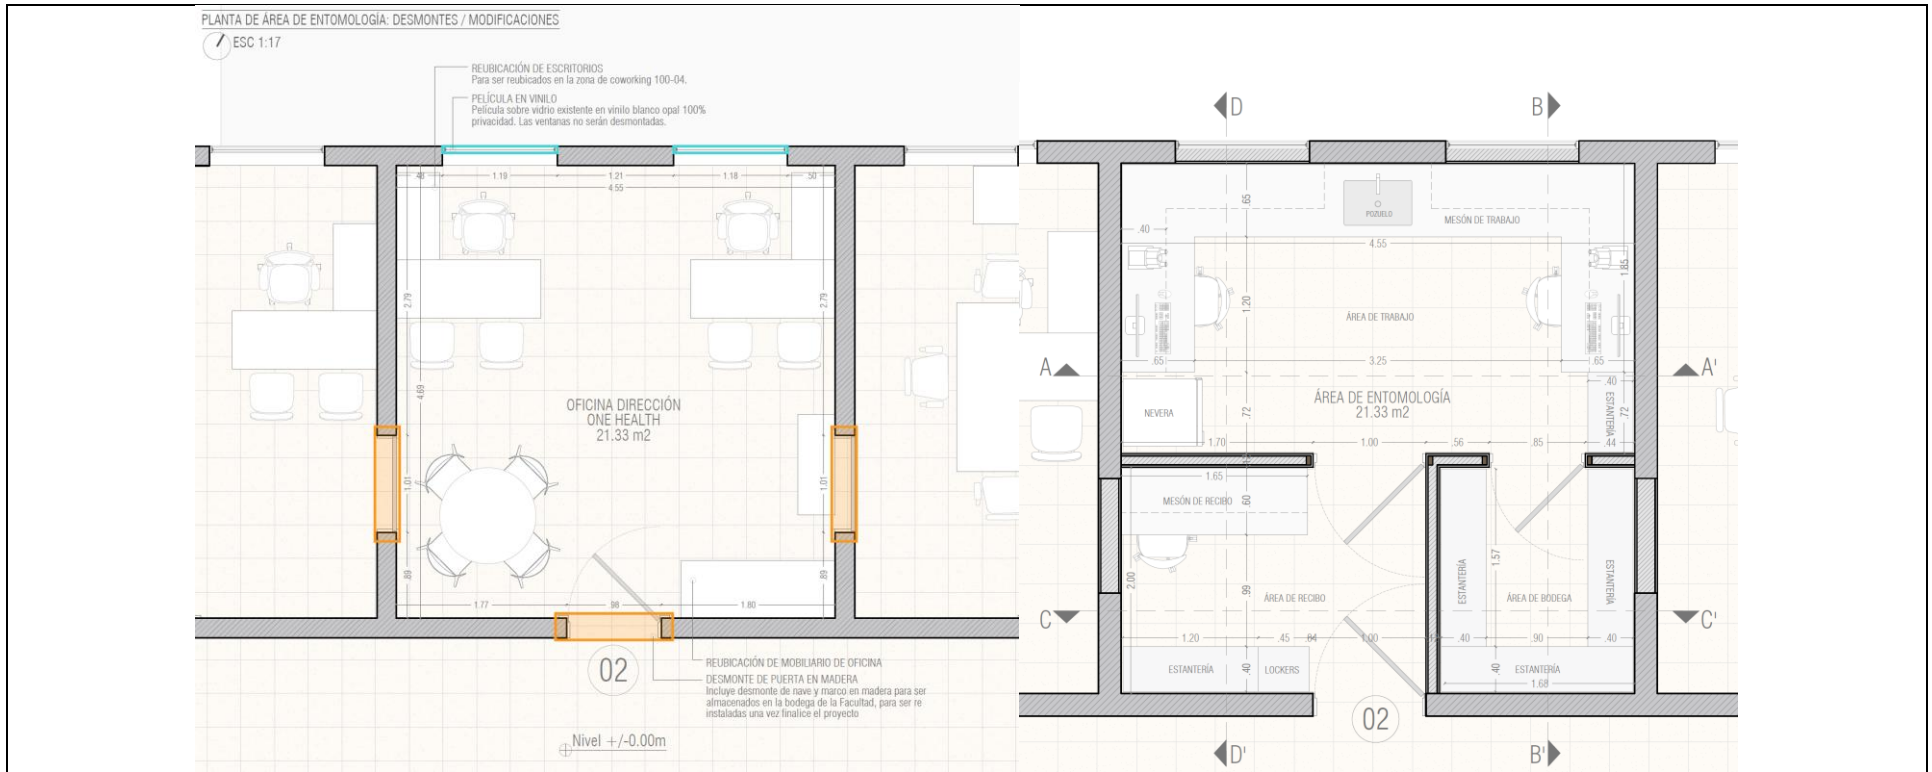 PLANTA DE ÁREA DE ENTOMOLOGÍA: DESMONTES / MODIFICACIONES
ESC 1:17
REUBICACIÓN DE ESCRITORIOS
Para ser reubicados en la zona de coworking 100-04.
PELÍCULA EN VINILO
Película sobre vidrio existente en vinilo blanco opal 100%
privacidad. Las ventanas no serán desmontadas.
.48 1.19 1.21 1.18 .50
4.55
2.79 2.79
4.69
OFICINA DIRECCIÓN
ONE HEALTH
21.33 m2
1.01 1.01
.89 .89
1.77 .98 1.80
02
REUBICACIÓN DE MOBILIARIO DE OFICINA
DESMONTE DE PUERTA EN MADERA
Incluye desmonte de nave y marco en madera para ser
almacenados en la bodega de la Facultad, para ser re
instaladas una vez finalice el proyecto
Nivel +/-0.00m
D B
.65
POZUELO
MESÓN DE TRABAJO
.40
4.55
1.85
1.20
ÁREA DE TRABAJO
.65 3.25 .65
A A'
.40
NEVERA
ÁREA DE ENTOMOLOGÍA
21.33 m2
.72
ESTANTERÍA
.72
1.70 1.00 .56 .85 .44
1.65
MESÓN DE RECIBO
.60
1.57
2.00
.99
ESTANTERÍA
ESTANTERÍA
ÁREA DE RECIBO
ÁREA DE BODEGA
C C'
1.20 .45 .64 1.00 .40 .90 .40
ESTANTERÍA LOCKERS
.40
.40
ESTANTERÍA
1.68
02
D' B'